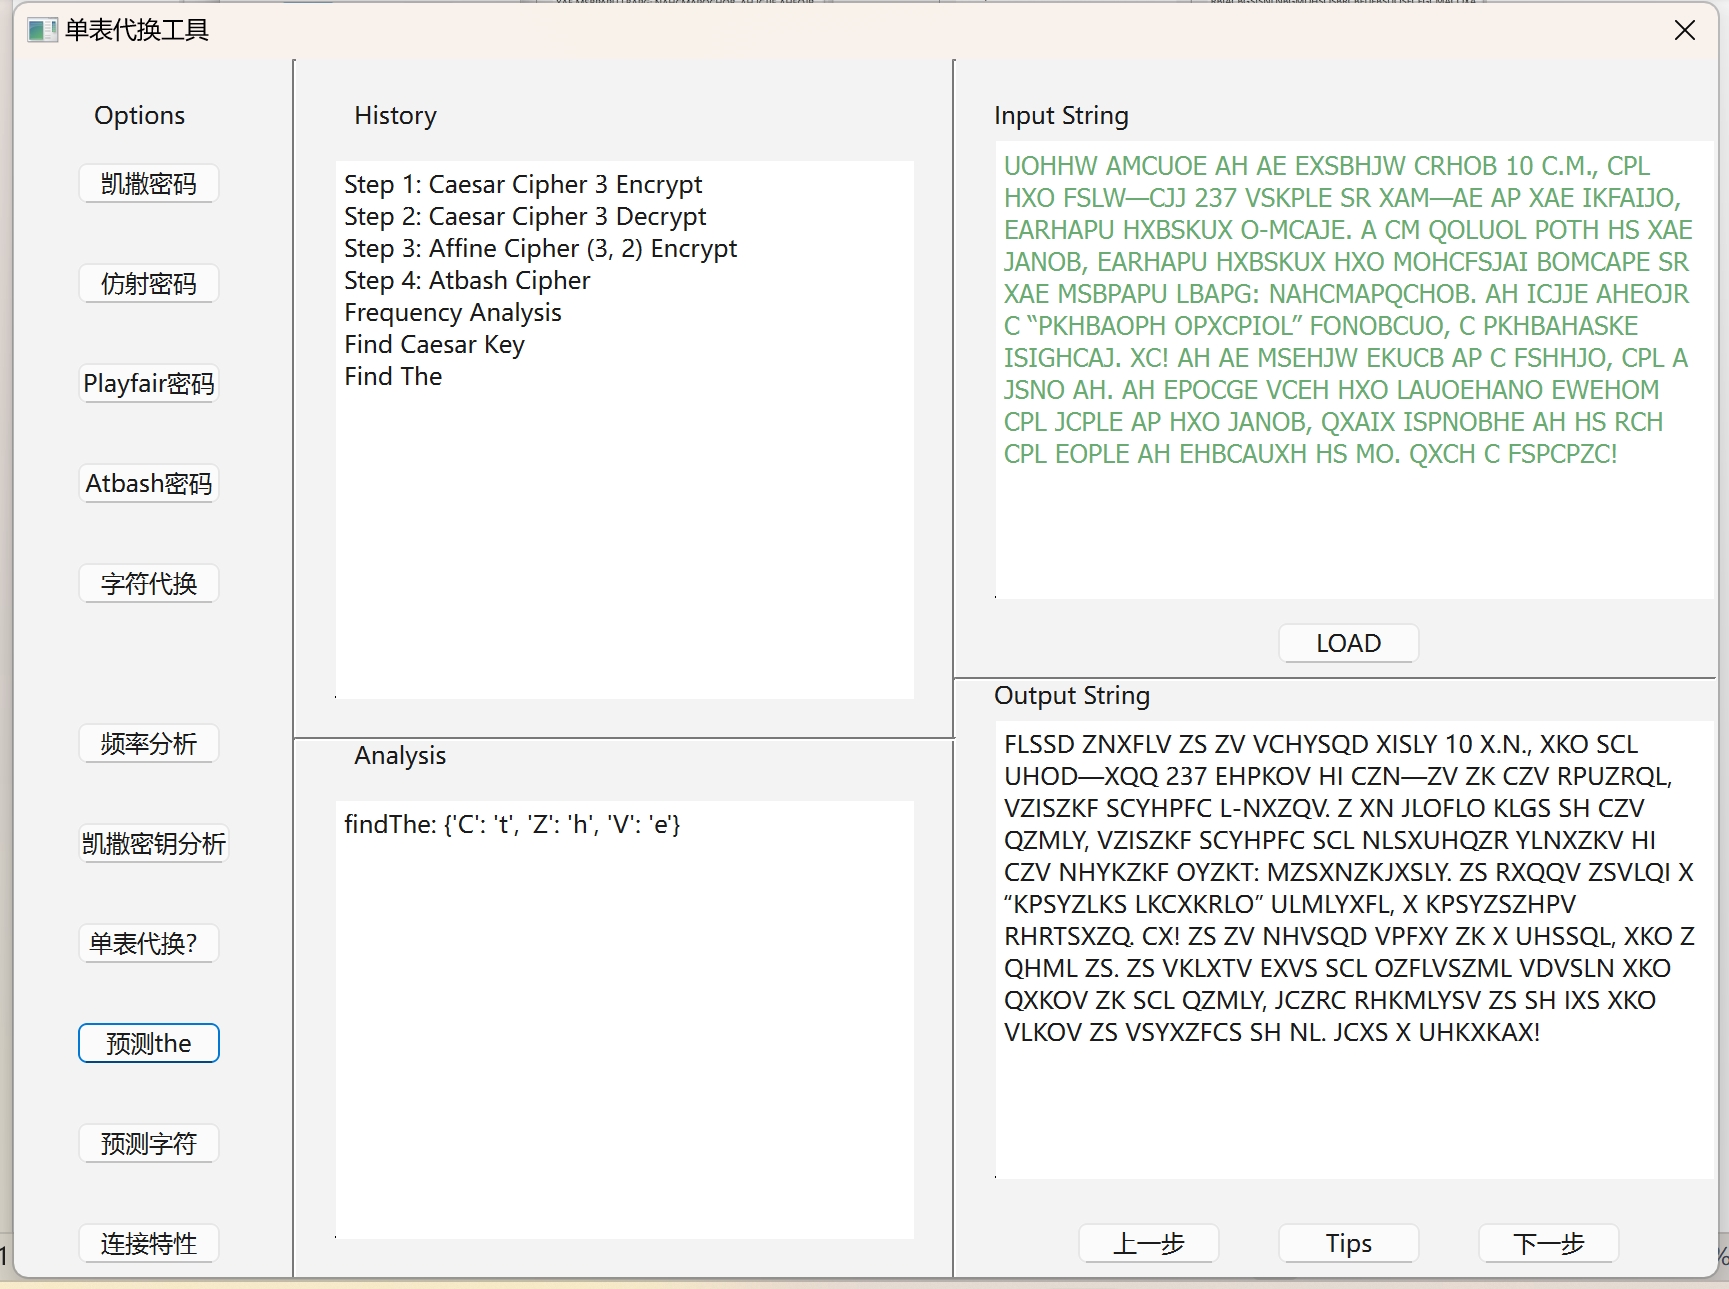 单表代换工具
Options
凯撒密码
仿射密码
Playfair密码
Atbash密码
字符代换
频率分析
凯撒密钥分析
单表代换?
预测the
预测字符
连接特性
History
Step 1: Caesar Cipher 3 Encrypt
Step 2: Caesar Cipher 3 Decrypt
Step 3: Affine Cipher (3, 2) Encrypt
Step 4: Atbash Cipher
Frequency Analysis
Find Caesar Key
Find The
Analysis
findThe: {'C': 't', 'Z': 'h', 'V': 'e'}
Input String
UOHHW AMCUOE AH AE EXSBHJW CRHOB 10 C.M., CPL
HXO FSLW—CJJ 237 VSKPLE SR XAM—AE AP XAE IKFAIJO,
EARHAPU HXBSKUX O-MCAJE. A CM QOLUOL POTH HS XAE
JANOB, EARHAPU HXBSKUX HXO MOHCFSJAI BOMCAPE SR
XAE MSBPAPU LBAPG: NAHCMAPQCHOB. AH ICJJE AHEOJR
C “PKHBAOPH OPXCPIOL” FONOBCUO, C PKHBAHASKE
ISIGHCAJ. XC! AH AE MSEHJW EKUCB AP C FSHHJO, CPL A
JSNO AH. AH EPOCGE VCEH HXO LAUOEHANO EWEHOM
CPL JCPLE AP HXO JANOB, QXAIX ISPNOBHE AH HS RCH
CPL EOPLE AH EHBCAUXH HS MO. QXCH C FSPCPZC!
LOAD
Output String
FLSSD ZNXFLV ZS ZV VCHYSQD XISLY 10 X.N., XKO SCL
UHOD—XQQ 237 EHPKOV HI CZN—ZV ZK CZV RPUZRQL,
VZISZKF SCYHPFC L-NXZQV. Z XN JLOFLO KLGS SH CZV
QZMLY, VZISZKF SCYHPFC SCL NLSXUHQZR YLNXZKV HI
CZV NHYKZKF OYZKT: MZSXNZKJXSLY. ZS RXQQV ZSVLQI X
“KPSYZLKS LKCXKRLO” ULMLYXFL, X KPSYZSZHPV
RHRTSXZQ. CX! ZS ZV NHVSQD VPFXY ZK X UHSSQL, XKO Z
QHML ZS. ZS VKLXTV EXVS SCL OZFLVSZML VDVSLN XKO
QXKOV ZK SCL QZMLY, JCZRC RHKMLYSV ZS SH IXS XKO
VLKOV ZS VSYXZFCS SH NL. JCXS X UHKXKAX!
上一步
Tips
下一步